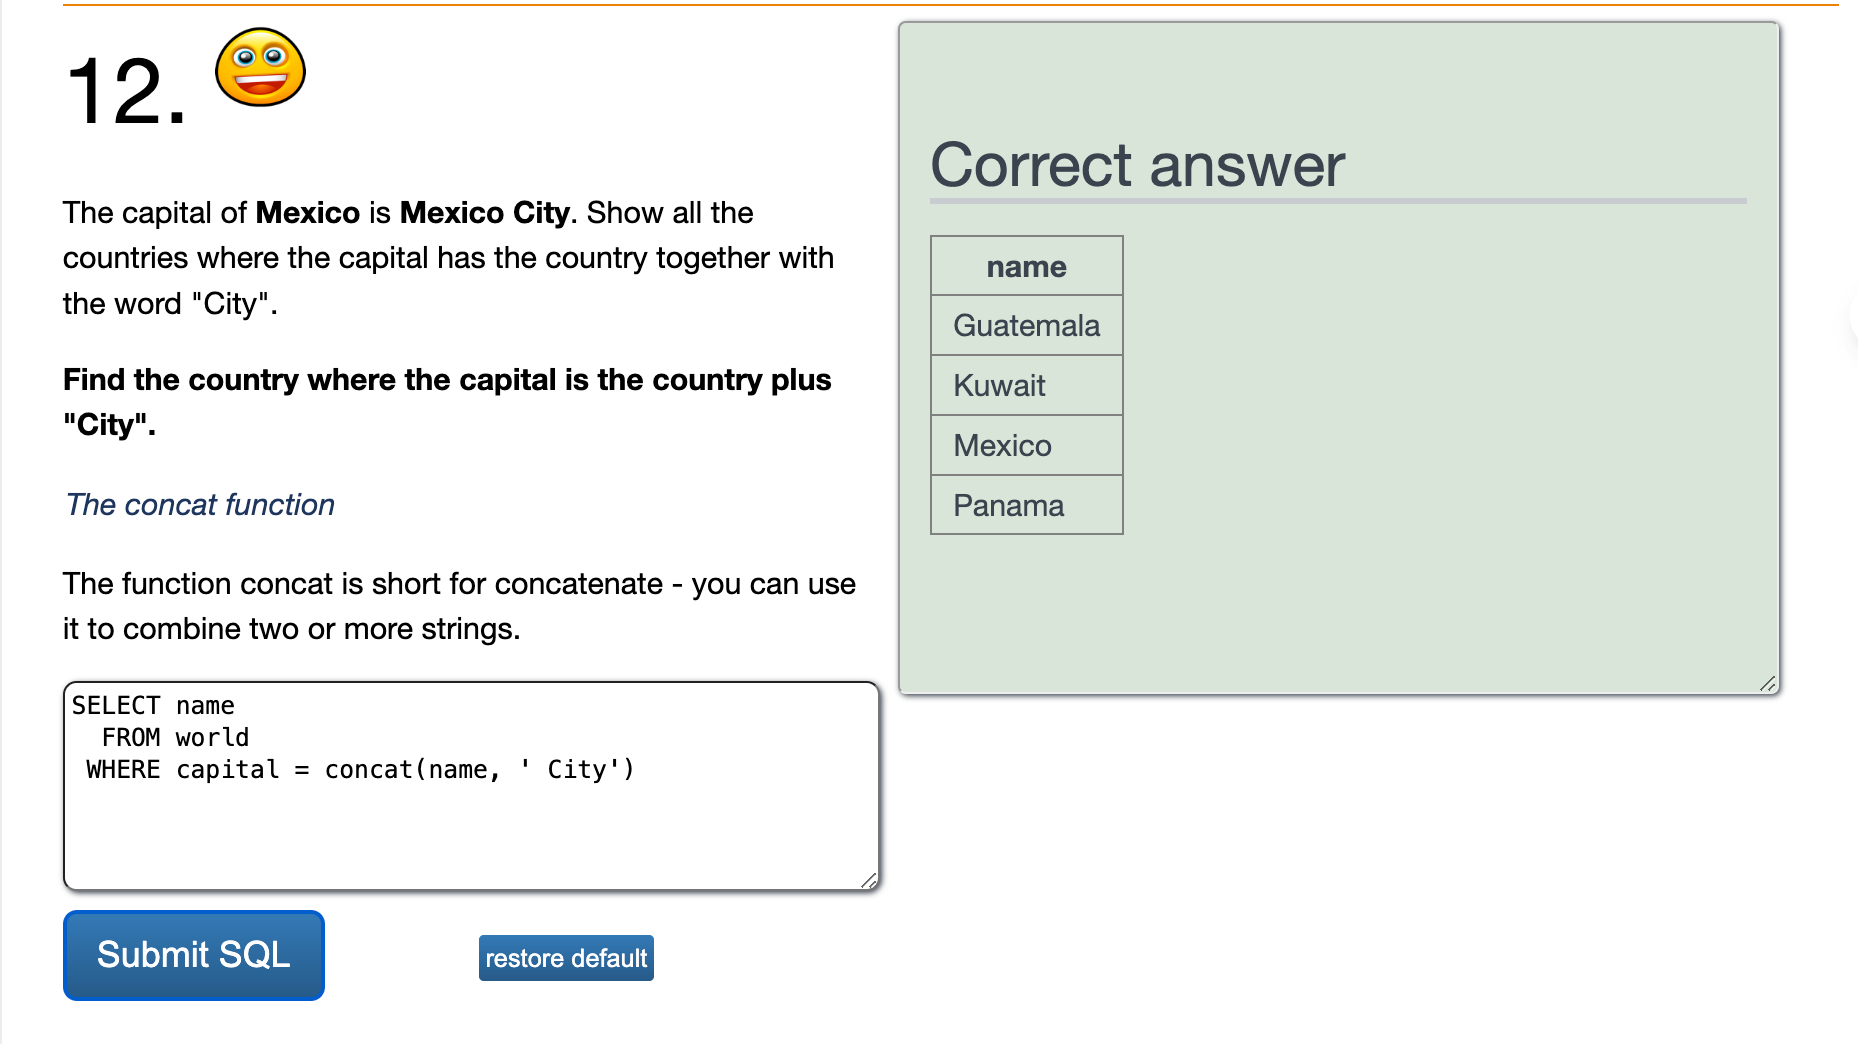 12.
The capital of Mexico is Mexico City. Show all the
countries where the capital has the country together with
the word "City".
Find the country where the capital is the country plus
"City".
The concat function
The function concat is short for concatenate - you can use
it to combine two or more strings.
SELECT name
  FROM world
 WHERE capital = concat(name, ' City')
Submit SQL
restore default
Correct answer
name
Guatemala
Kuwait
Mexico
Panama